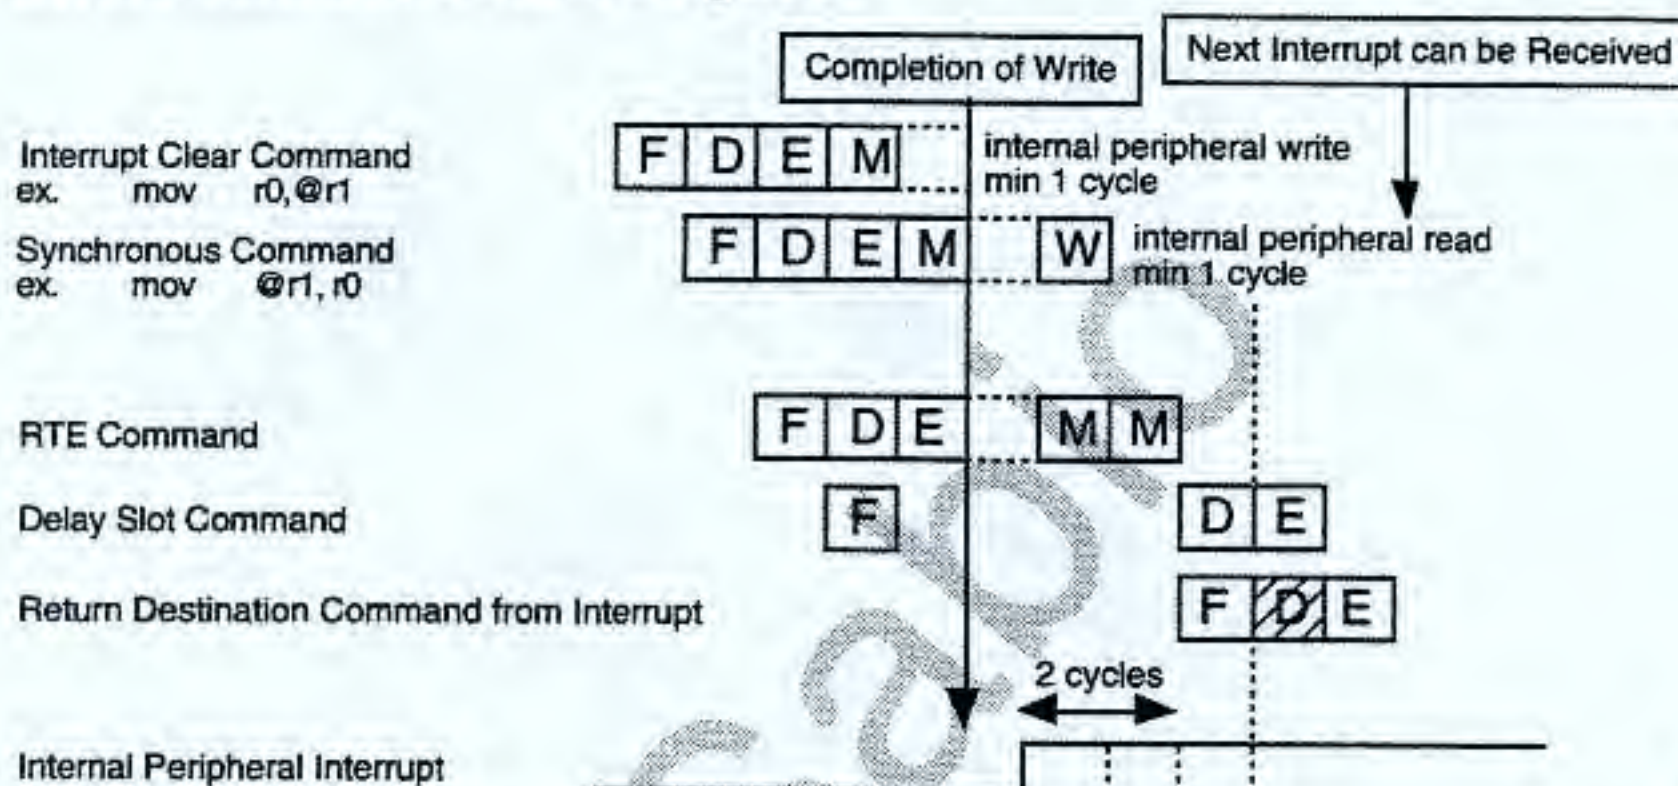 Completion of Write
Next Interrupt can be Received
Interrupt Clear Command
ex. mov r0,@r1
F D E M
internal peripheral write
min 1 cycle
Synchronous Command
ex. mov @r1, r0
F D E M W
internal peripheral read
min 1 cycle
RTE Command
F D E M M
Delay Slot Command
F D E
Return Destination Command from Interrupt
F D E
2 cycles
Internal Peripheral Interrupt